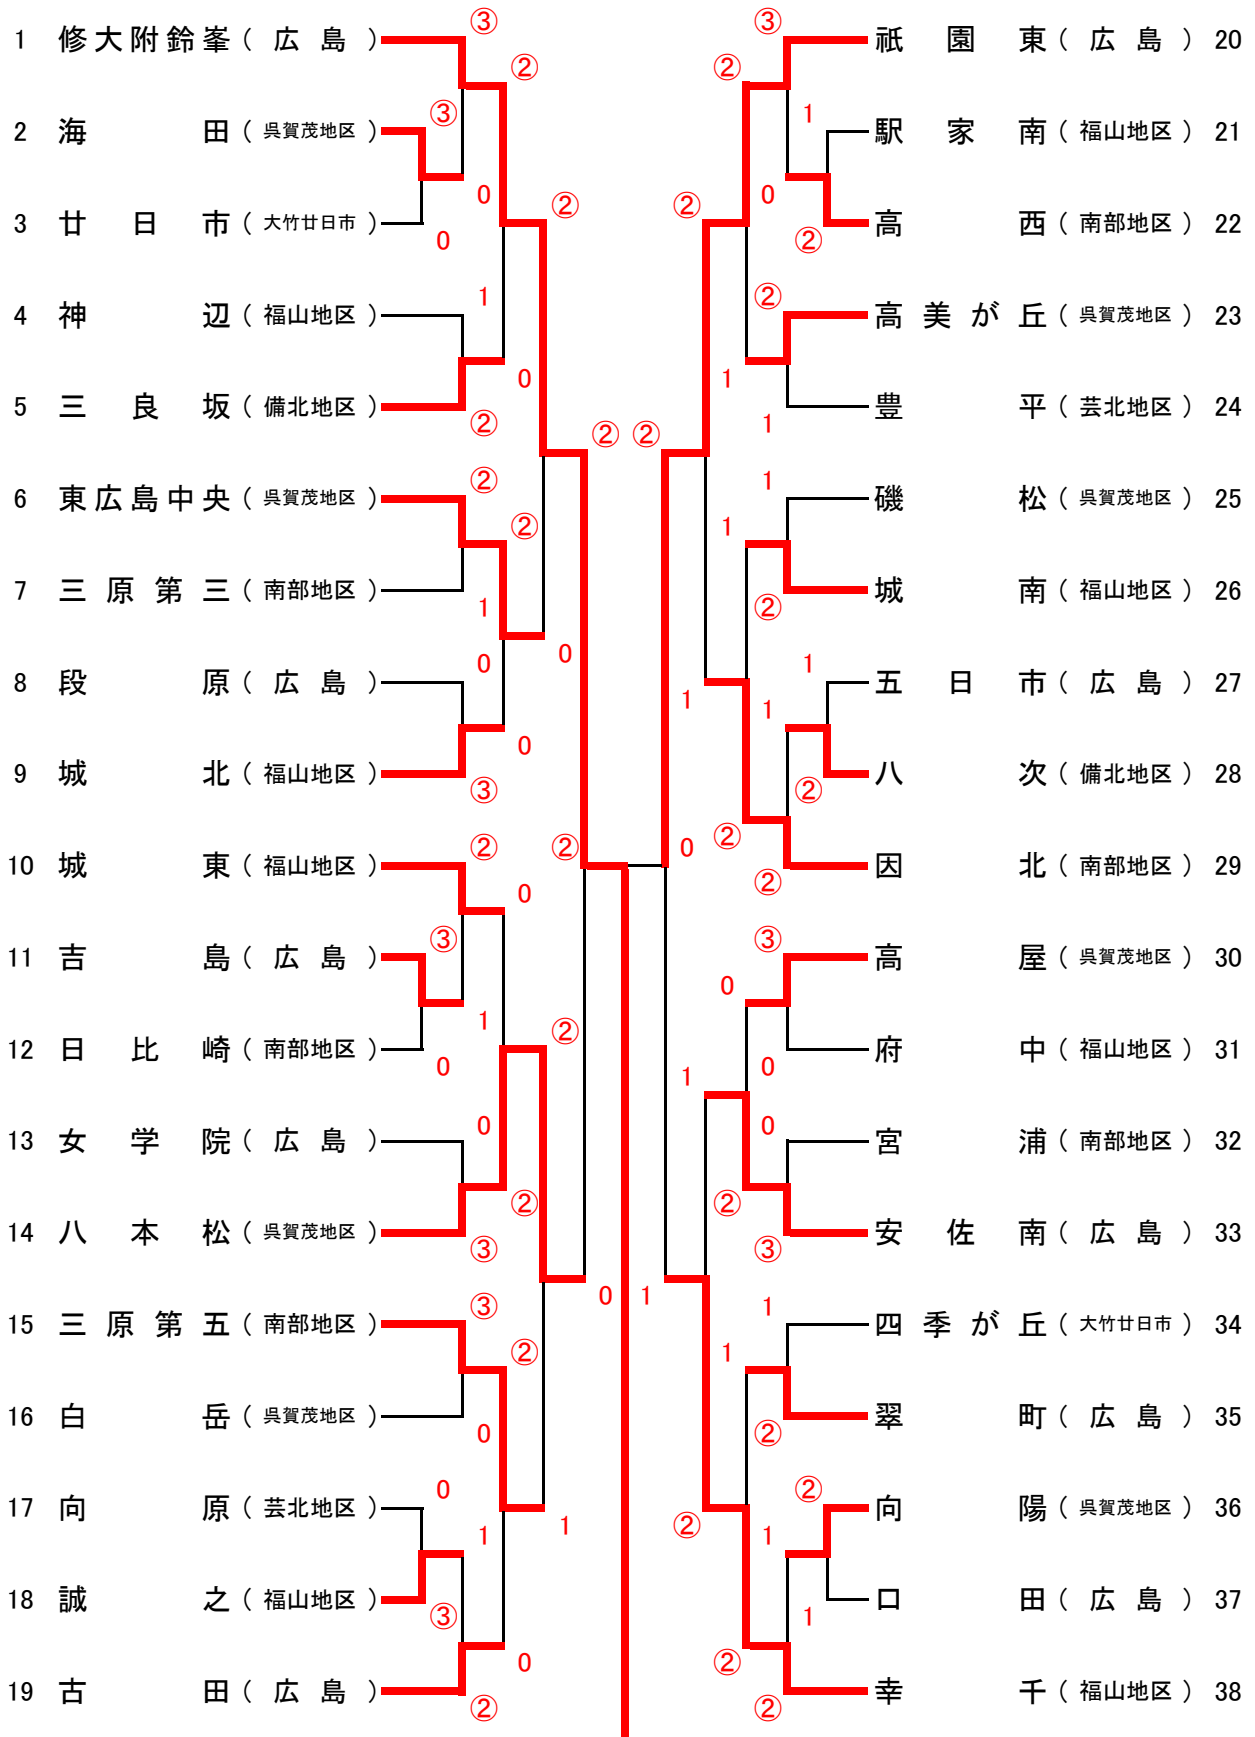 1 修大附鈴峯 ( 広島 ) ③
②
2 海田 ( 呉賀茂地区 ) ③
0 ②
3 廿日市 ( 大竹廿日市 ) 0
1
4 神辺 ( 福山地区 )
0
5 三良坂 ( 備北地区 ) ②
②
6 東広島中央 ( 呉賀茂地区 ) ②
②
7 三原第三 ( 南部地区 ) 1
0 0
8 段原 ( 広島 )
0
9 城北 ( 福山地区 ) ③
10 城東 ( 福山地区 ) ② ②
0
11 吉島 ( 広島 ) ③
1 ②
12 日比崎 ( 南部地区 ) 0
0
13 女学院 ( 広島 )
②
14 八本松 ( 呉賀茂地区 ) ③
0
15 三原第五 ( 南部地区 ) ③
②
16 白岳 ( 呉賀茂地区 ) 0
0
17 向原 ( 芸北地区 ) 1 1
18 誠之 ( 福山地区 ) ③
0
19 古田 ( 広島 ) ②
③ 祇園東 ( 広島 ) 20
②
1 駅家南 ( 福山地区 ) 21
② 0
② 高西 ( 南部地区 ) 22
②
高美が丘 ( 呉賀茂地区 ) 23
1
豊平 ( 芸北地区 ) 24
② 1
1 磯松 ( 呉賀茂地区 ) 25
1
城南 ( 福山地区 ) 26
②
1 五日市 ( 広島 ) 27
1 1
② 八次 ( 備北地区 ) 28
0 ②
② 因北 ( 南部地区 ) 29
③ 高屋 ( 呉賀茂地区 ) 30
0
府中 ( 福山地区 ) 31
1 0
0 宮浦 ( 南部地区 ) 32
②
③ 安佐南 ( 広島 ) 33
1 1
四季が丘 ( 大竹廿日市 ) 34
1
② 翠町 ( 広島 ) 35
② 向陽 ( 呉賀茂地区 ) 36
② 1
1 口田 ( 広島 ) 37
②
② 幸千 ( 福山地区 ) 38